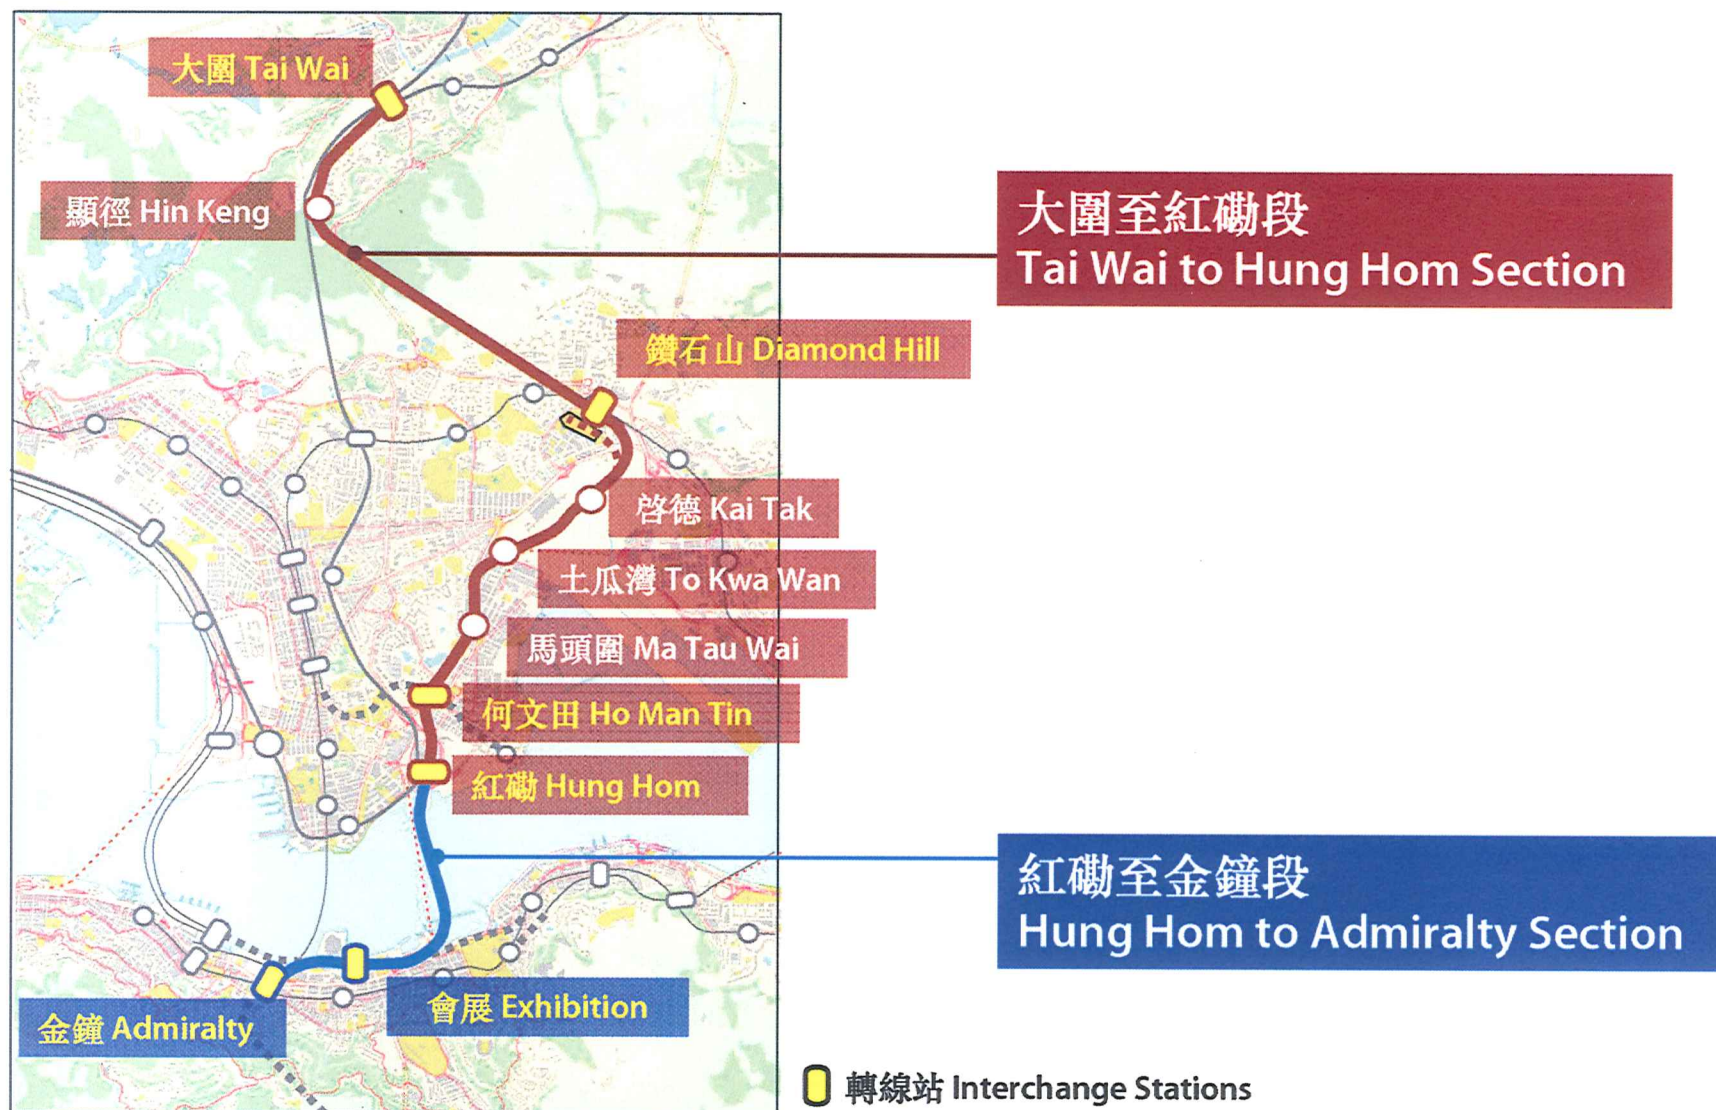 大圍 Tai Wai
顯徑 Hin Keng
大圍至紅磡段
Tai Wai to Hung Hom Section
鑽石山 Diamond Hill
啓德 Kai Tak
土瓜灣 To Kwa Wan
馬頭圍 Ma Tau Wai
何文田 Ho Man Tin
紅磡 Hung Hom
紅磡至金鐘段
Hung Hom to Admiralty Section
金鐘 Admiralty
會展 Exhibition
轉線站 Interchange Stations